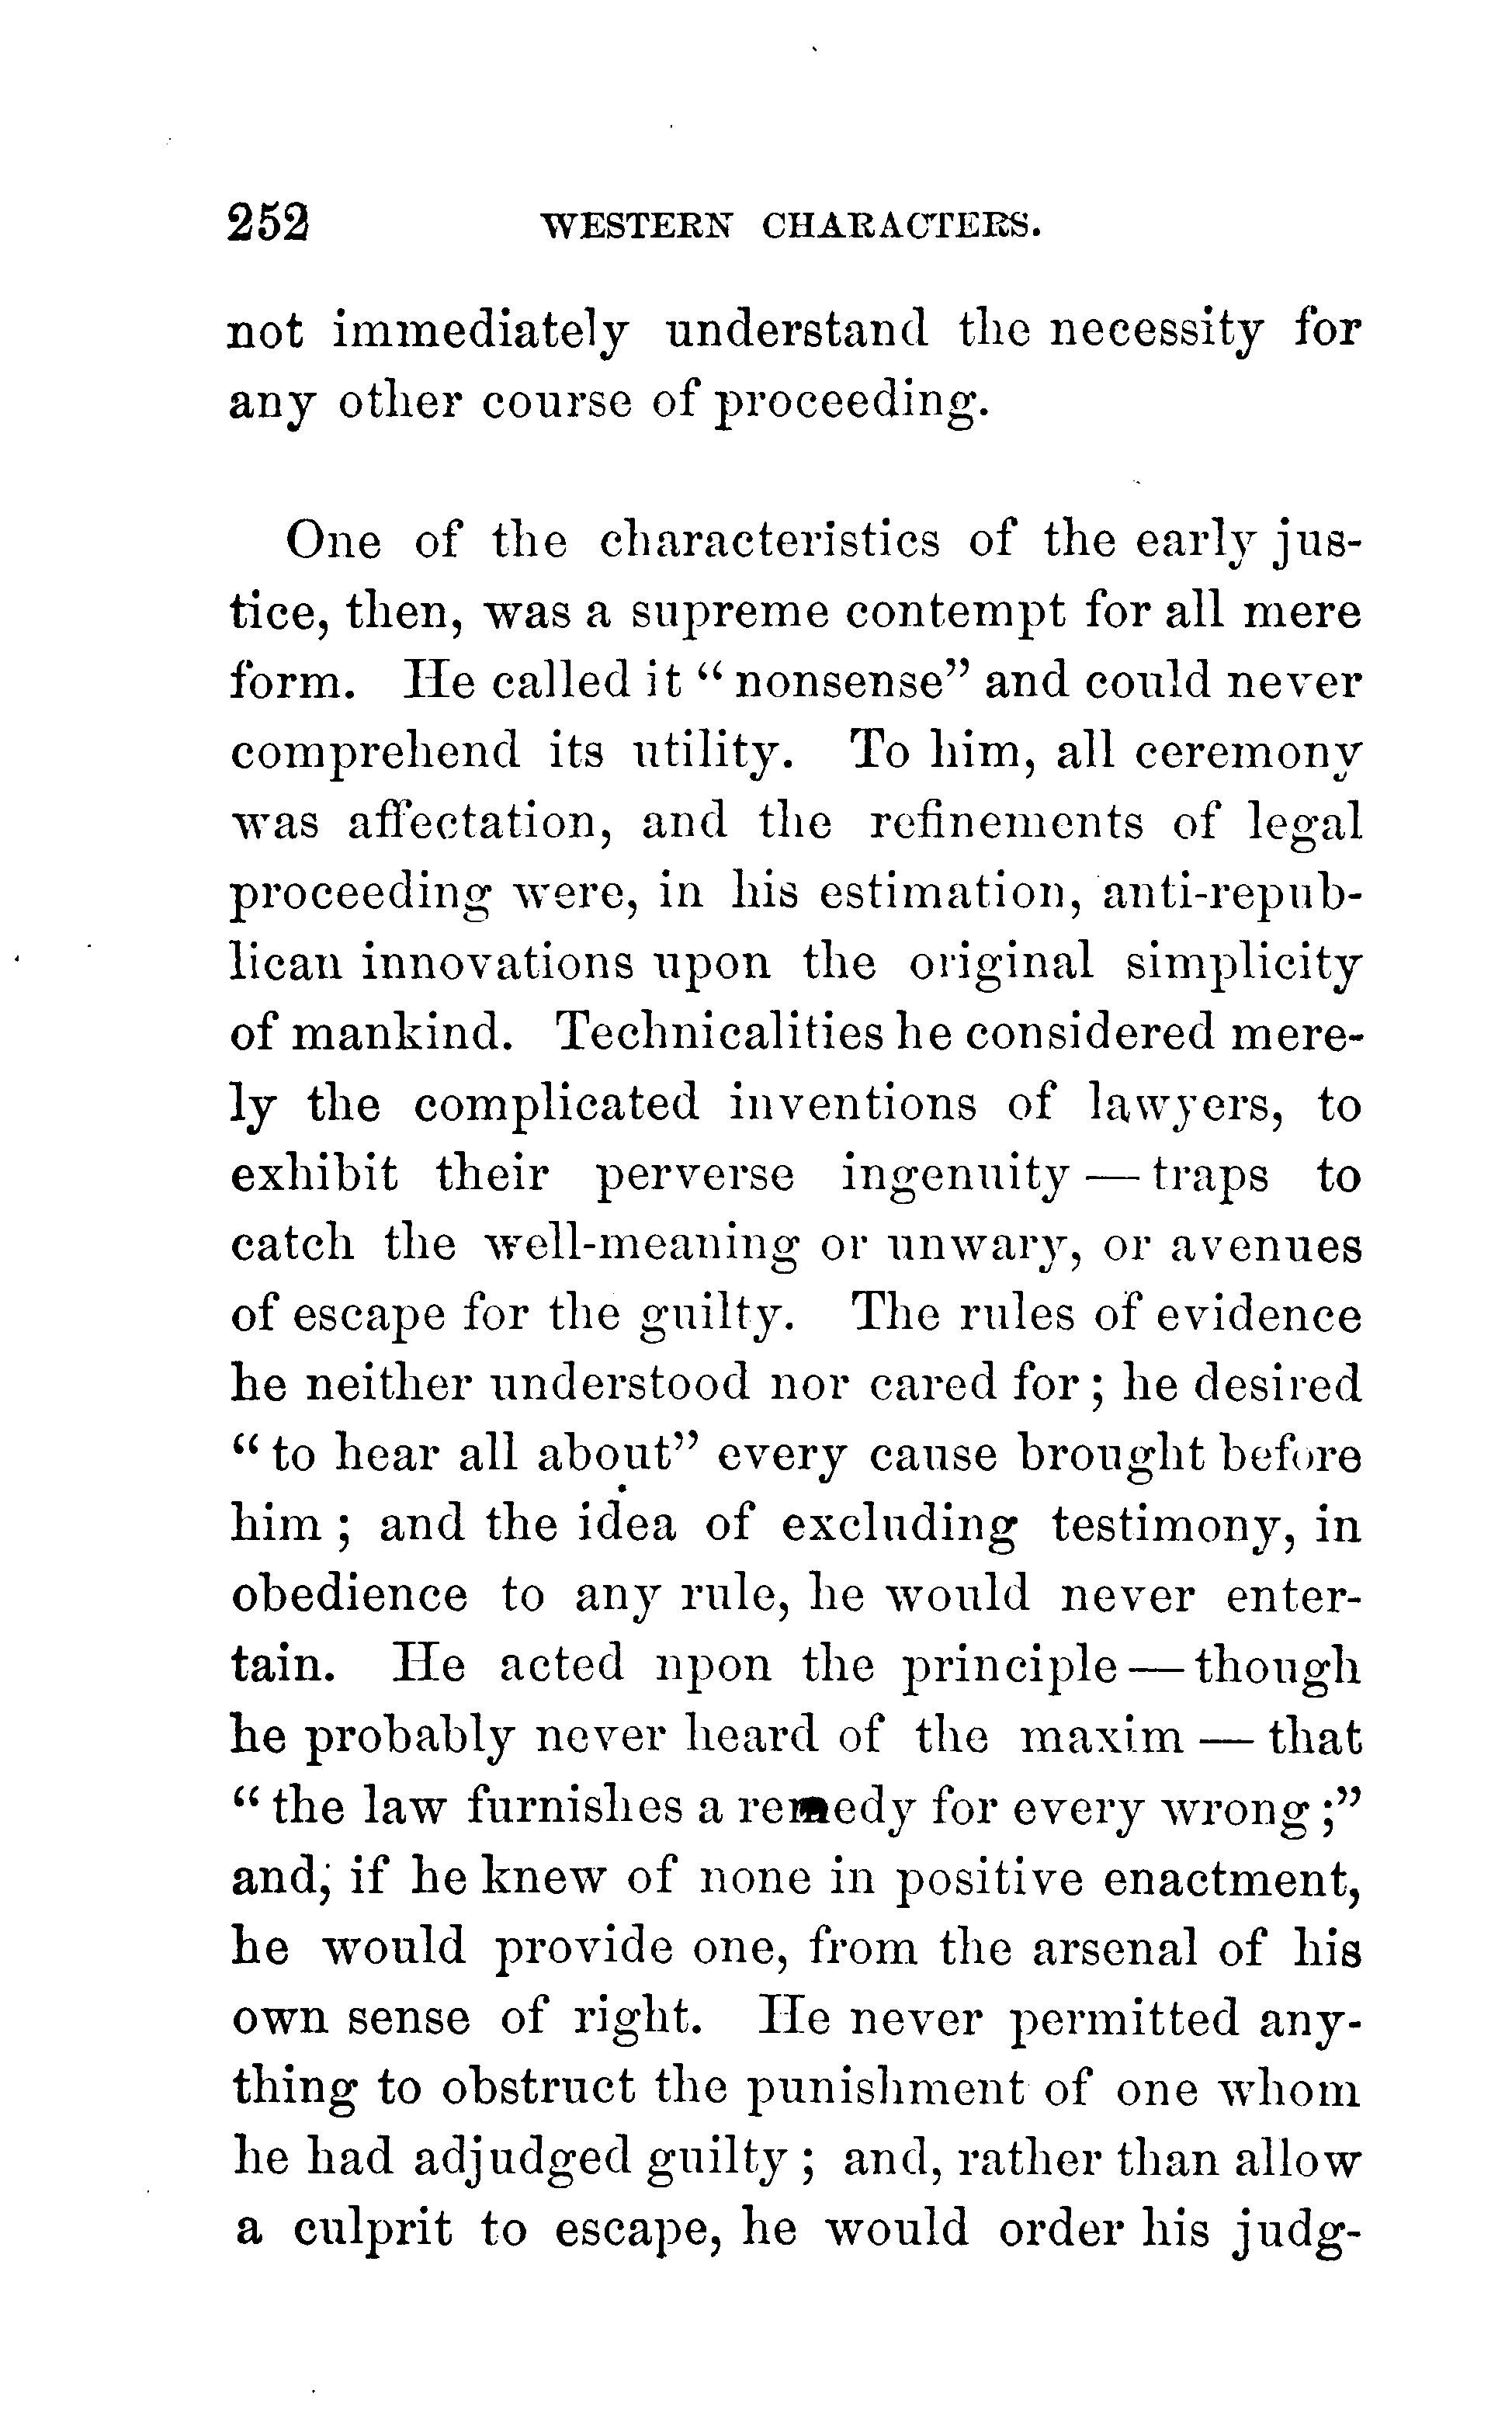 252 WESTERN CHARACTERS.
not immediately understand the necessity for
any other course of proceeding.
One of the characteristics of the early jus-
tice, then, was a supreme contempt for all mere
form. He called it “nonsense” and could never
comprehend its utility. To him, all ceremony
was affectation, and the refinements of legal
proceeding were, in his estimation, anti-repub-
lican innovations upon the original simplicity
of mankind. Technicalities he considered mere-
ly the complicated inventions of lawyers, to
exhibit their perverse ingenuity — traps to
catch the well-meaning or unwary, or avenues
of escape for the guilty. The rules of evidence
he neither understood nor cared for; he desired
“to hear all about” every cause brought before
him; and the idea of excluding testimony, in
obedience to any rule, he would never enter-
tain. He acted upon the principle — though
he probably never heard of the maxim — that
“the law furnishes a remedy for every wrong;”
and, if he knew of none in positive enactment,
he would provide one, from the arsenal of his
own sense of right. He never permitted any-
thing to obstruct the punishment of one whom
he had adjudged guilty; and, rather than allow
a culprit to escape, he would order his judg-